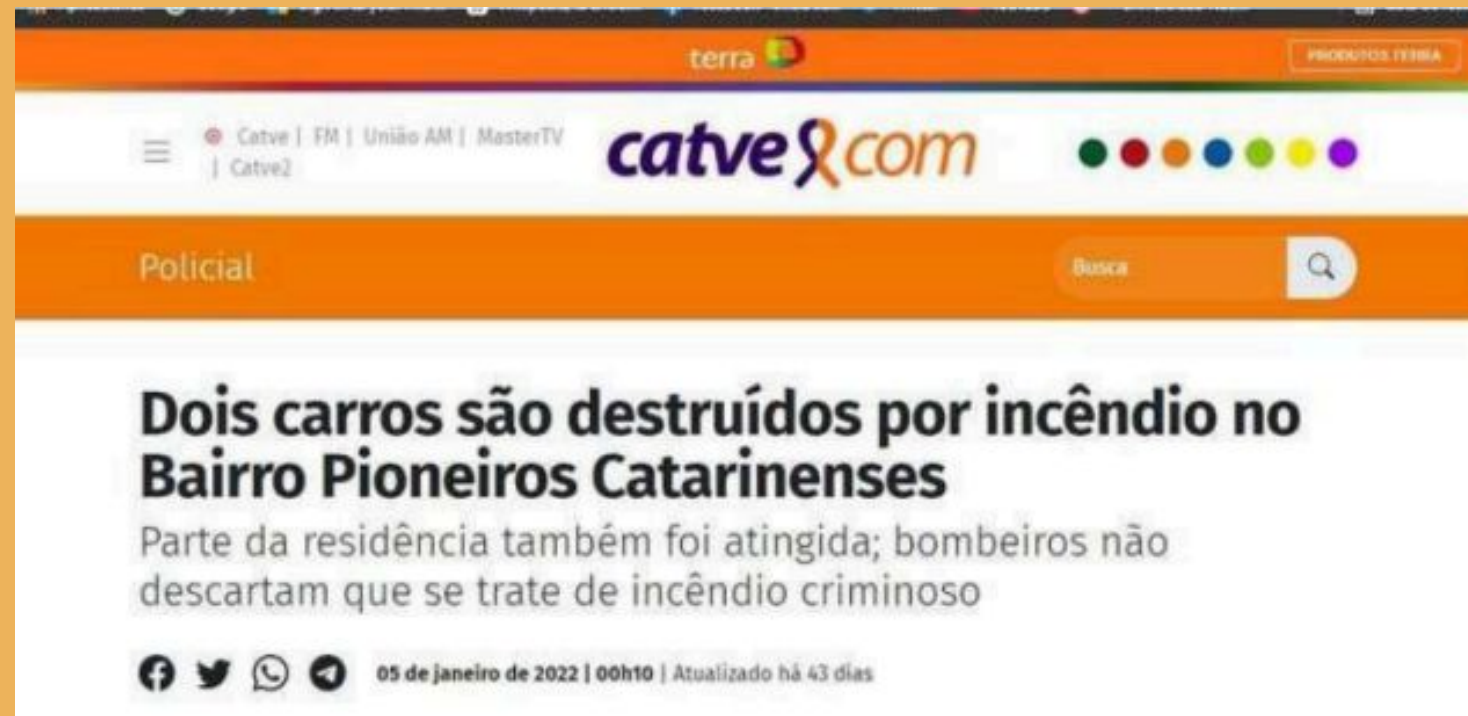 terra
PRODUTOS TERRA
Catve | FM | União AM | MasterTV
| Catve2
catve com
Policial
Busca
Dois carros são destruídos por incêndio no
Bairro Pioneiros Catarinenses
Parte da residência também foi atingida; bombeiros não
descartam que se trate de incêndio criminoso
05 de janeiro de 2022 | 00h10 | Atualizado há 43 dias